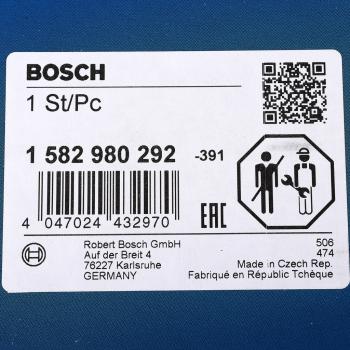 BOSCH
1 St/Pc
1 582 980 292 -391
4 047024 432970
EAC
Robert Bosch GmbH
Auf der Breit 4
76227 Karlsruhe
GERMANY
506
474
Made in Czech Rep.
Fabriqué en République Tchèque